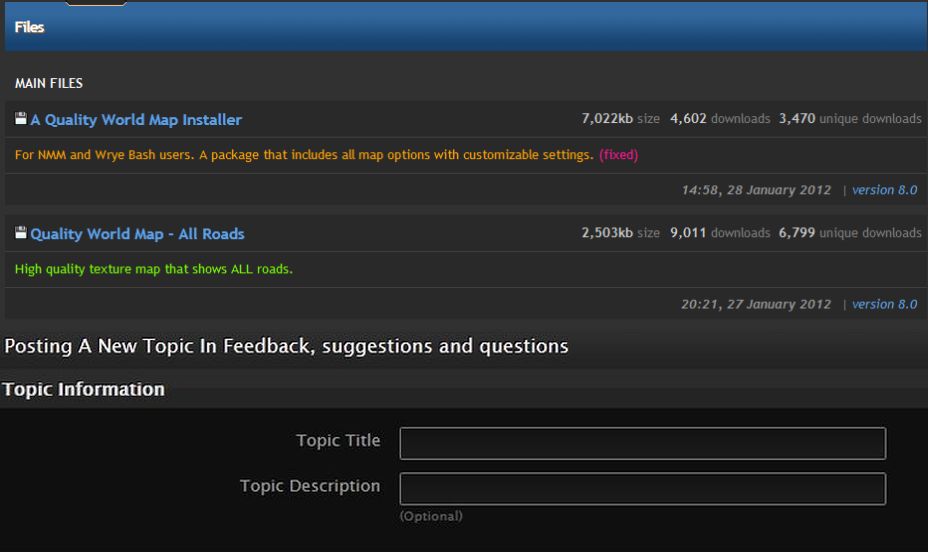 Files
MAIN FILES
A Quality World Map Installer 7,022kb size 4,602 downloads 3,470 unique downloads
For NMM and Wrye Bash users. A package that includes all map options with customizable settings. (fixed)
14:58, 28 January 2012 | version 8.0
Quality World Map - All Roads 2,503kb size 9,011 downloads 6,799 unique downloads
High quality texture map that shows ALL roads.
20:21, 27 January 2012 | version 8.0
Posting A New Topic In Feedback, suggestions and questions
Topic Information
Topic Title
Topic Description
(Optional)